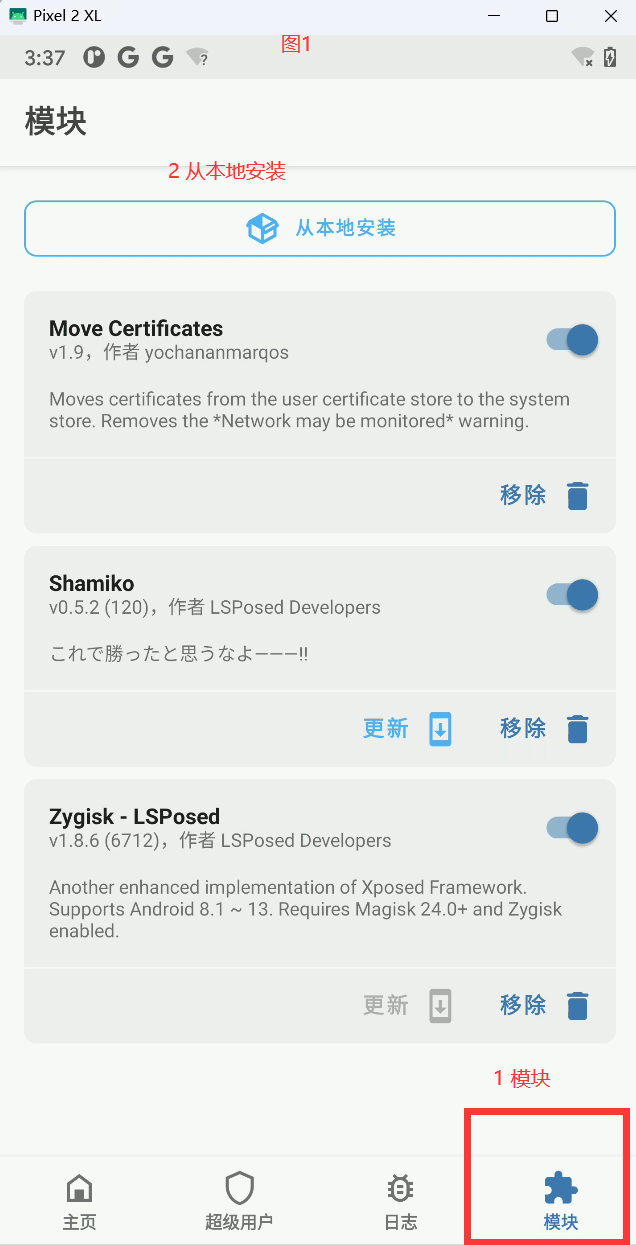 Pixel 2 XL
3:37
图1
模块
2 从本地安装
从本地安装
Move Certificates
v1.9，作者 yochananmarqos
Moves certificates from the user certificate store to the system
store. Removes the *Network may be monitored* warning.
移除
Shamiko
v0.5.2 (120)，作者 LSPosed Developers
これで勝ったと思うなよーーー!!
更新 移除
Zygisk - LSPosed
v1.8.6 (6712)，作者 LSPosed Developers
Another enhanced implementation of Xposed Framework.
Supports Android 8.1 ~ 13. Requires Magisk 24.0+ and Zygisk
enabled.
更新 移除
1 模块
主页 超级用户 日志 模块